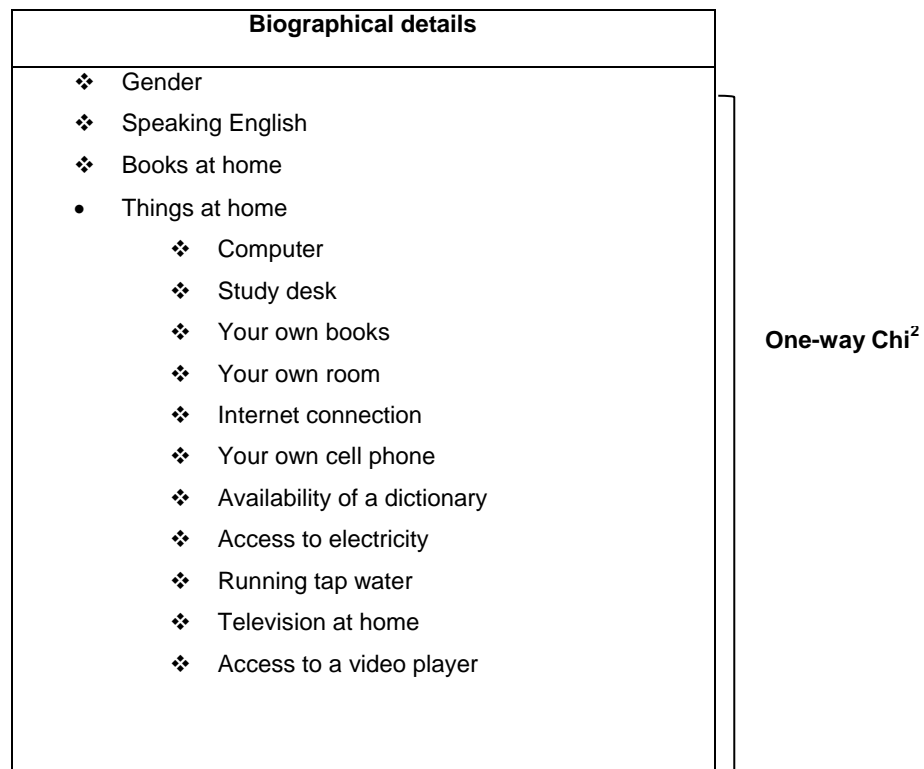 Biographical details
❖ Gender
❖ Speaking English
❖ Books at home
• Things at home
❖ Computer
❖ Study desk
❖ Your own books
❖ Your own room
❖ Internet connection
❖ Your own cell phone
❖ Availability of a dictionary
❖ Access to electricity
❖ Running tap water
❖ Television at home
❖ Access to a video player
One-way Chi²